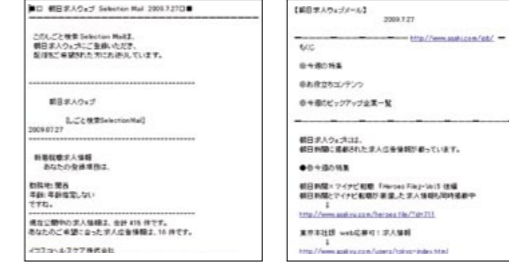 ■□ 朝日求人ウェブ Selection Mail 2009.7.27□■
このしごと検索 Selection Mailは、
朝日求人ウェブにご登録いただき、
配信をご希望された方にお送りしています。
朝日求人ウェブ
【しごと検索SelectionMail】
2009.07.27
新着転職求人情報
あなたの登録項目は、
勤務地: 関西
年齢: 年齢指定しない
ですね。
現在公開中の求人情報は、合計 415 件です。
あなたのご希望に合った求人広告情報は、16 件です。
【朝日求人ウェブメール】
2009.7.27
http://www.asakyu.com/job/
もくじ
◎今週の特集
◎お役立ちコンテンツ
◎今週のピックアップ企業一覧
朝日求人ウェブには、
朝日新聞に掲載された求人広告情報が載っています。
●◎今週の特集
朝日新聞×マイナビ転職 「Heroes File」-Vol.5 後編
朝日新聞とマイナビ転職が厳選した求人情報も同時掲載中
↓
http://www.asakyu.com/heroes_file/?id=711
東京本社版 web応募可!求人情報
↓
http://www.asakyu.com/users/tokyo-index.html